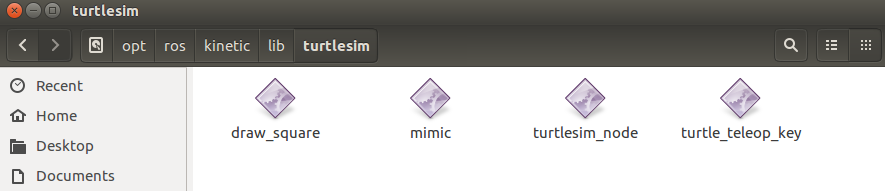 turtlesim
opt ros kinetic lib turtlesim
Recent
Home
Desktop
Documents
draw_square mimic turtlesim_node turtle_teleop_key